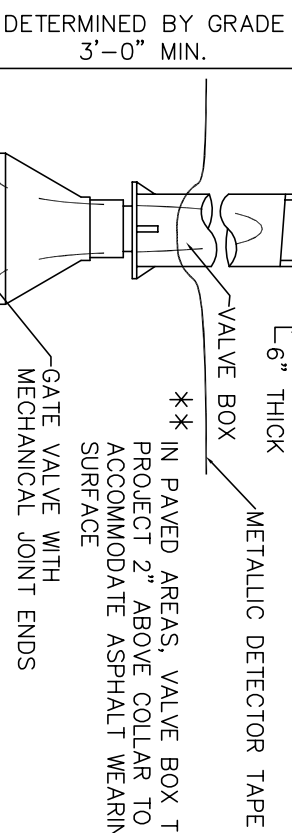 DETERMINED BY GRADE
3'-0" MIN.
6" THICK
VALVE BOX
METALLIC DETECTOR TAPE
** IN PAVED AREAS, VALVE BOX
PROJECT 2" ABOVE COLLAR TO
ACCOMMODATE ASPHALT
SURFACE
GATE VALVE WITH
MECHANICAL JOINT ENDS